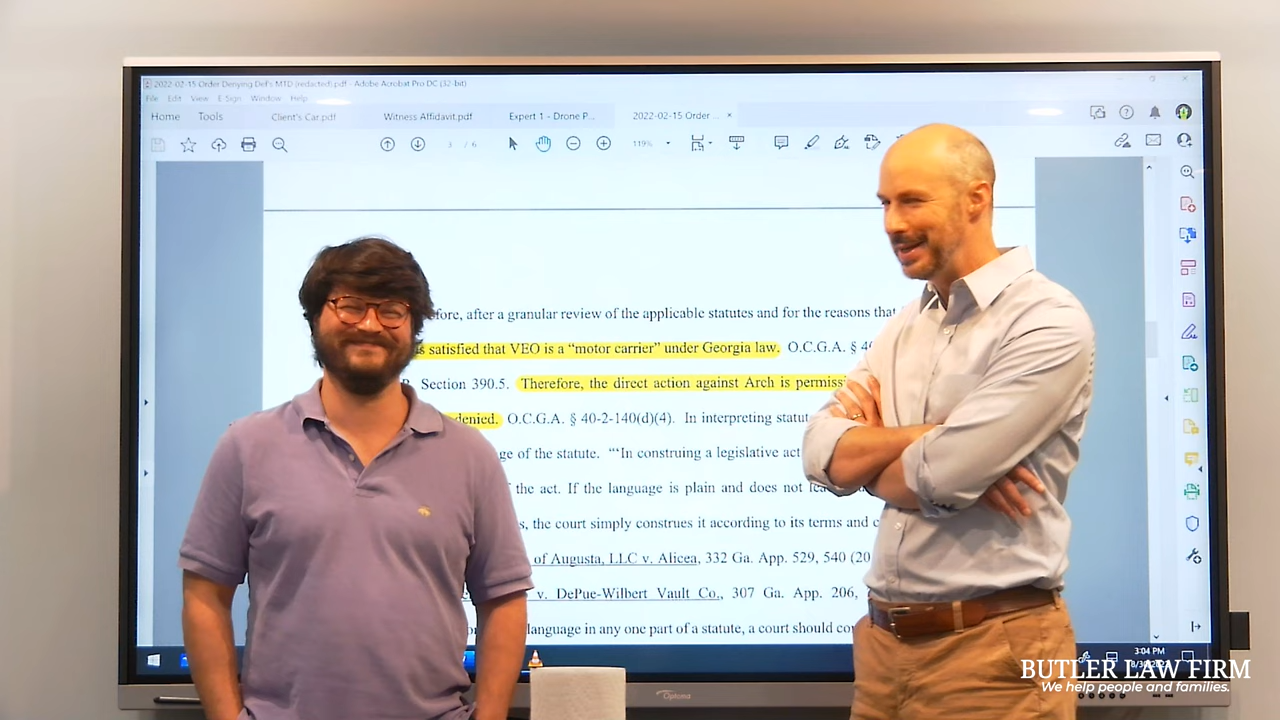 2022-02-15 Order Denying Def's MTD (redacted).pdf - Adobe Acrobat Pro DC (32-bit)
File Edit View E-Sign Window Help
Home Tools Client's Car.pdf Witness Affidavit.pdf Expert 1 - Drone P... 2022-02-15 Order ... ×
3 / 6 119%
fore, after a granular review of the applicable statutes and for the reasons that
s satisfied that VEO is a “motor carrier” under Georgia law. O.C.G.A. § 40
Section 390.5. Therefore, the direct action against Arch is permissi
denied. O.C.G.A. § 40-2-140(d)(4). In interpreting statut
ge of the statute. “‘In construing a legislative act
the act. If the language is plain and does not
s, the court simply construes it according to its terms and c
of Augusta, LLC v. Alicea, 332 Ga. App. 529, 540 (20
v. DePue-Wilbert Vault Co., 307 Ga. App. 206,
language in any one part of a statute, a court should co
3:04 PM
Optoma
BUTLER LAW FIRM
We help people and families.